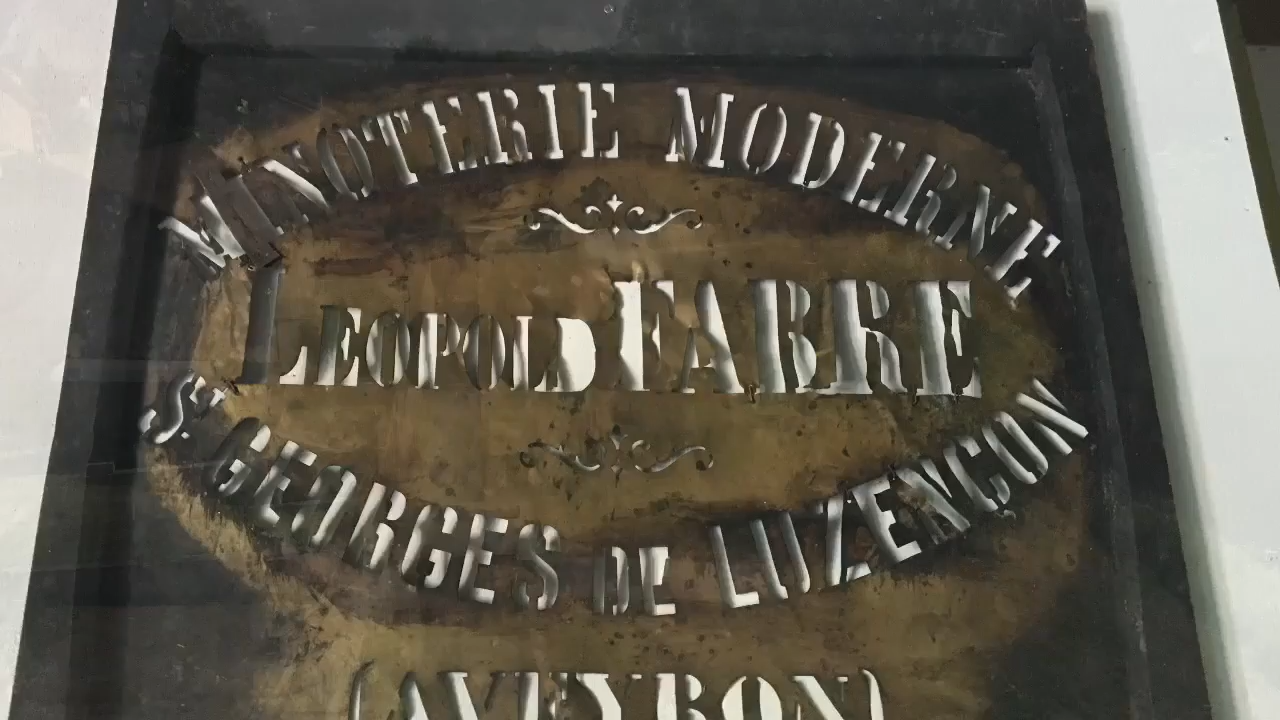 MINOTERIE MODERNE
LEOPOLD FABRE
ST GEORGES DE LUZENÇON
(AVEYRON)